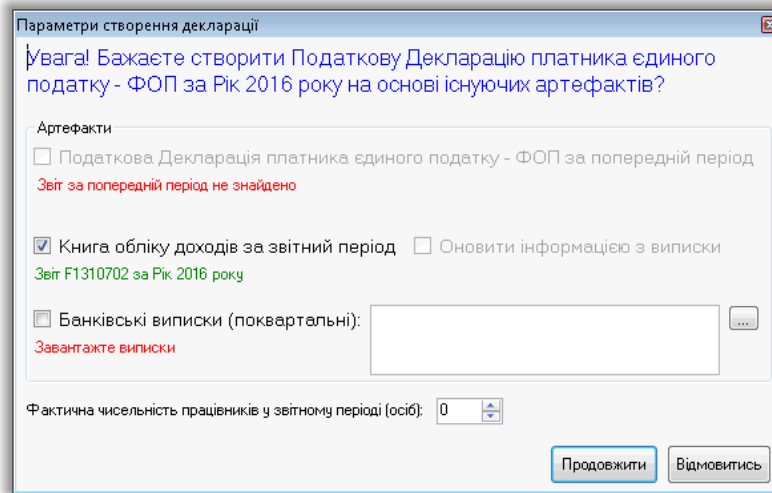 Параметри створення декларації
Увага! Бажаєте створити Податкову Декларацію платника єдиного
податку - ФОП за Рік 2016 року на основі існуючих артефактів?
Артефакти
Податкова Декларація платника єдиного податку - ФОП за попередній період
Звіт за попередній період не знайдено
Книга обліку доходів за звітний період Оновити інформацією з виписки
Звіт F1310702 за Рік 2016 року
Банківські виписки (поквартальні): ...
Завантажте виписки
Фактична чисельність працівників у звітному періоді (осіб): 0
Продовжити Відмовитись